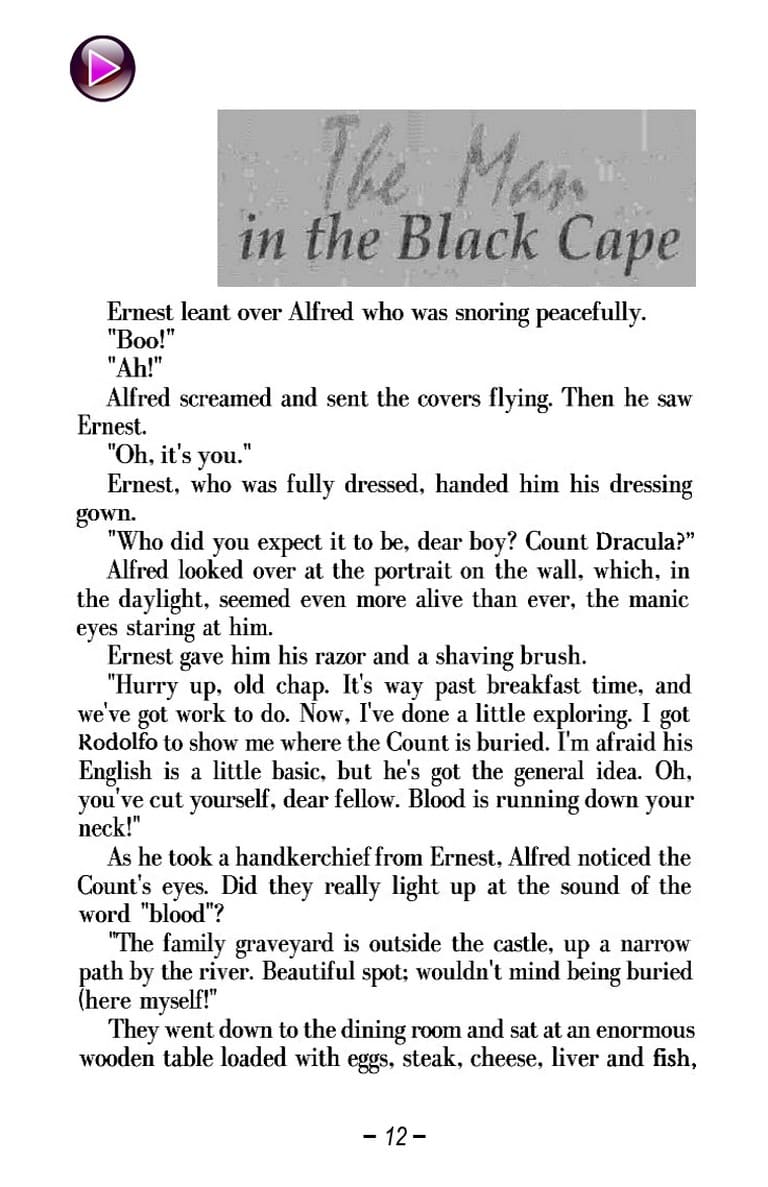 The Man
in the Black Cape
Ernest leant over Alfred who was snoring peacefully.
"Boo!"
"Ah!"
Alfred screamed and sent the covers flying. Then he saw
Ernest.
"Oh, it's you."
Ernest, who was fully dressed, handed him his dressing
gown.
"Who did you expect it to be, dear boy? Count Dracula?”
Alfred looked over at the portrait on the wall, which, in
the daylight, seemed even more alive than ever, the manic
eyes staring at him.
Ernest gave him his razor and a shaving brush.
"Hurry up, old chap. It's way past breakfast time, and
we've got work to do. Now, I've done a little exploring. I got
Rodolfo to show me where the Count is buried. I'm afraid his
English is a little basic, but he's got the general idea. Oh,
you've cut yourself, dear fellow. Blood is running down your
neck!"
As he took a handkerchief from Ernest, Alfred noticed the
Count's eyes. Did they really light up at the sound of the
word "blood"?
"The family graveyard is outside the castle, up a narrow
path by the river. Beautiful spot; wouldn't mind being buried
(here myself!"
They went down to the dining room and sat at an enormous
wooden table loaded with eggs, steak, cheese, liver and fish,
– 12 –